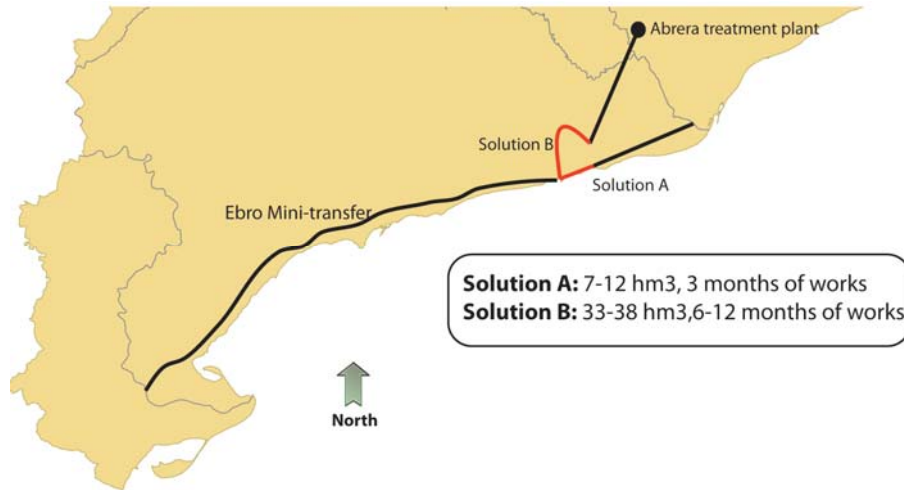 Abrera treatment plant
Solution B
Solution A
Ebro Mini-transfer
Solution A: 7-12 hm3, 3 months of works
Solution B: 33-38 hm3,6-12 months of works
North